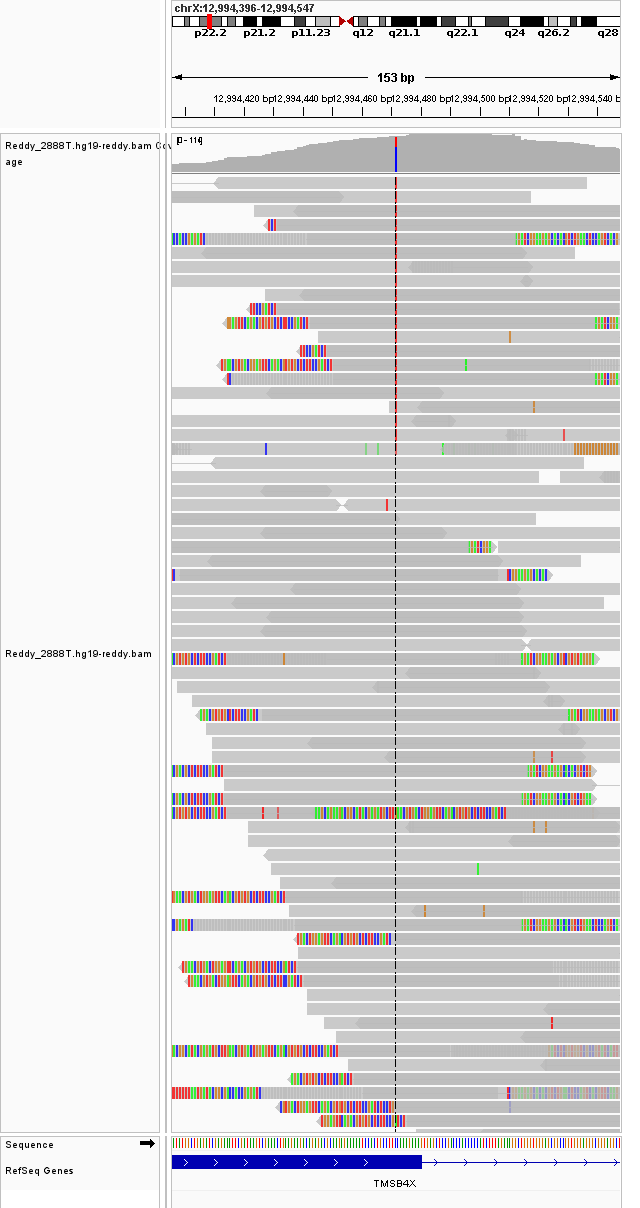 chrX:12,994,396-12,994,547
p22.2 p21.2 p11.23 q12 q21.1 q22.1 q24 q26.2 q28
153 bp
12,994,420 bp 12,994,440 bp 12,994,460 bp 12,994,480 bp 12,994,500 bp 12,994,520 bp 12,994,540 b
Reddy_2888T.hg19-reddy.bam Cov
age
[0 - 114]
Reddy_2888T.hg19-reddy.bam
Sequence
RefSeq Genes
TMSB4X